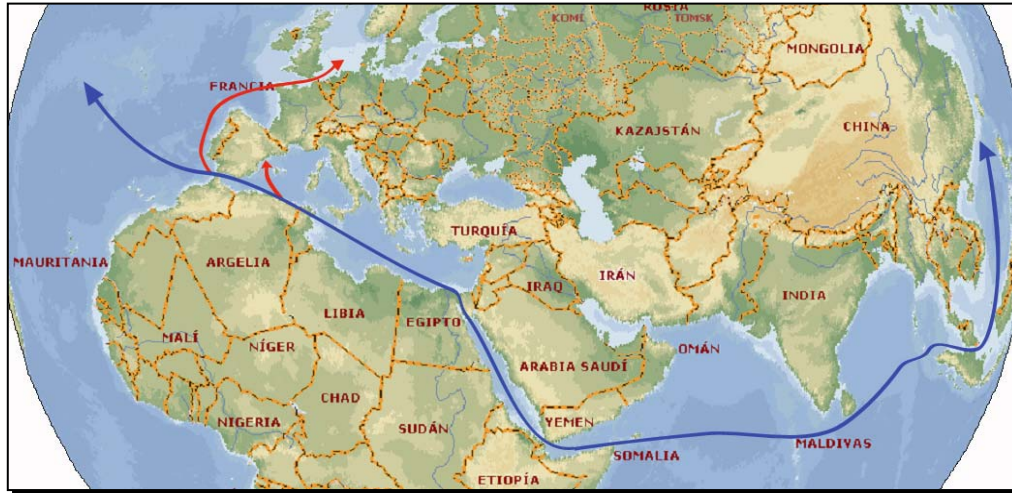 RUSIA
KOMI
TOMSK
MONGOLIA
FRANCIA
KAZAJSTÁN
CHINA
TURQUÍA
MAURITANIA
ARGELIA
IRÁN
IRAQ
INDIA
LIBIA
EGIPTO
MALÍ
NÍGER
OMÁN
ARABIA SAUDÍ
CHAD
NIGERIA
SUDÁN
YEMEN
MALDIVAS
SOMALIA
ETIOPÍA